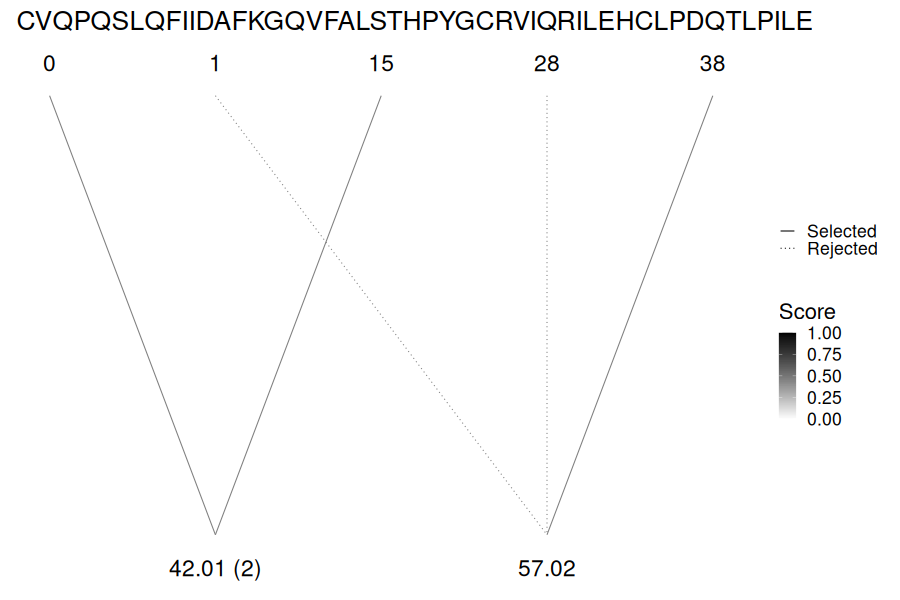 CVQPQSLQFIIDAFKGQVFALSTHPYGCRVIQRILEHCLPDQTLPILE
0 1 15 28 38
Selected
Rejected
Score
1.00
0.75
0.50
0.25
0.00
42.01 (2) 57.02